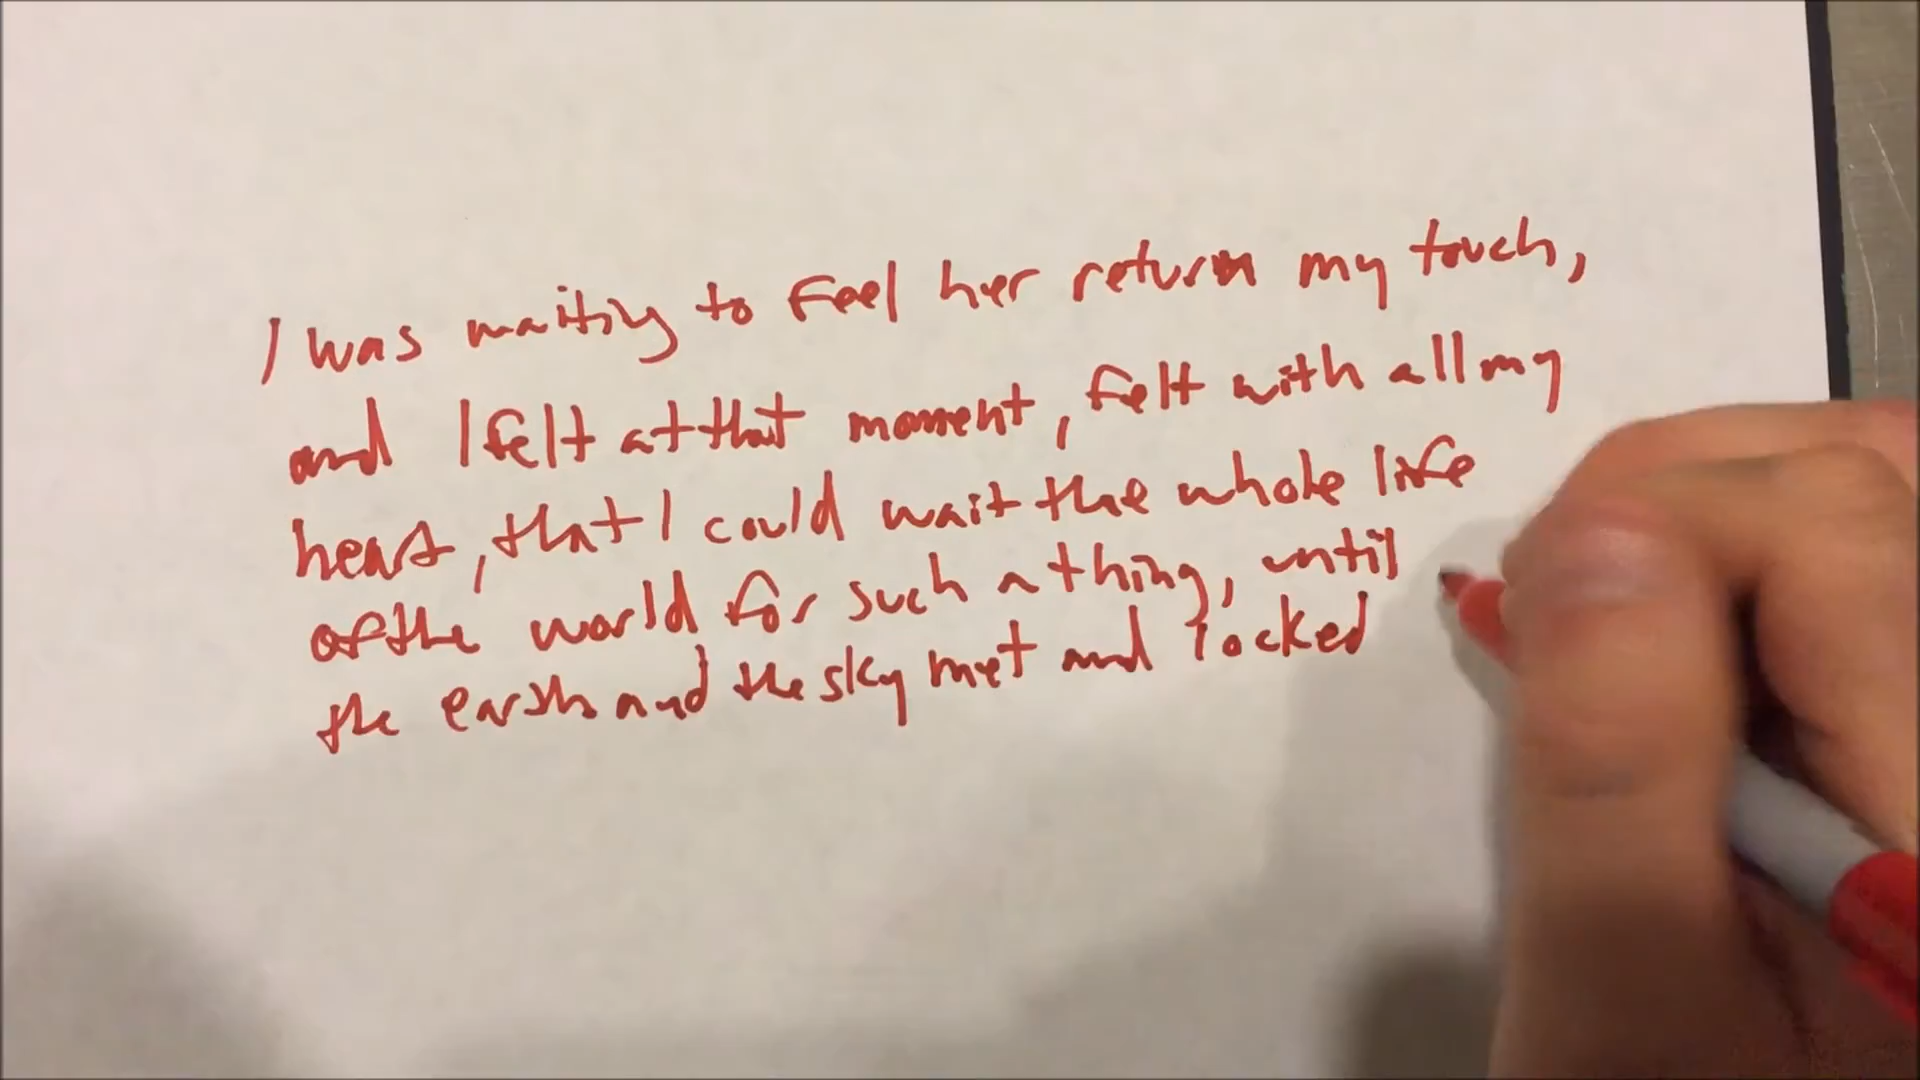 I was waiting to feel her return my touch,
and I felt at that moment, felt with all my
heart, that I could wait the whole life
of the world for such a thing, until
the earth and the sky met and locked